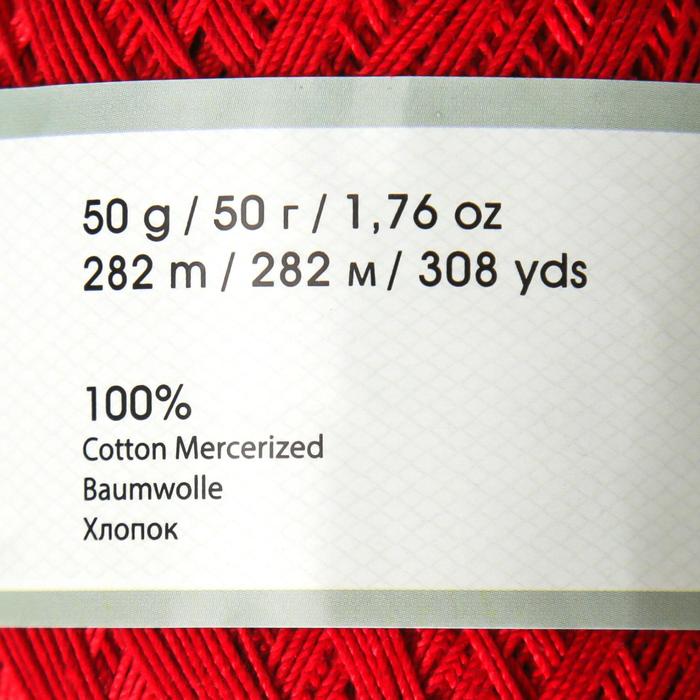 50 g / 50 г / 1,76 oz
282 m / 282 м / 308 yds
100%
Cotton Mercerized
Baumwolle
Хлопок